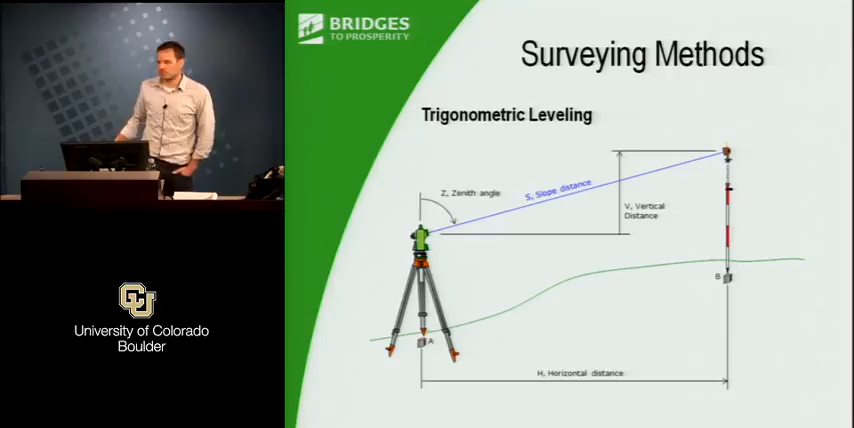 BRIDGES
TO PROSPERITY
Surveying Methods
Trigonometric Leveling
Z, Zenith angle
S, Slope distance
V, Vertical
Distance
B
A
H, Horizontal distance
CU
University of Colorado
Boulder